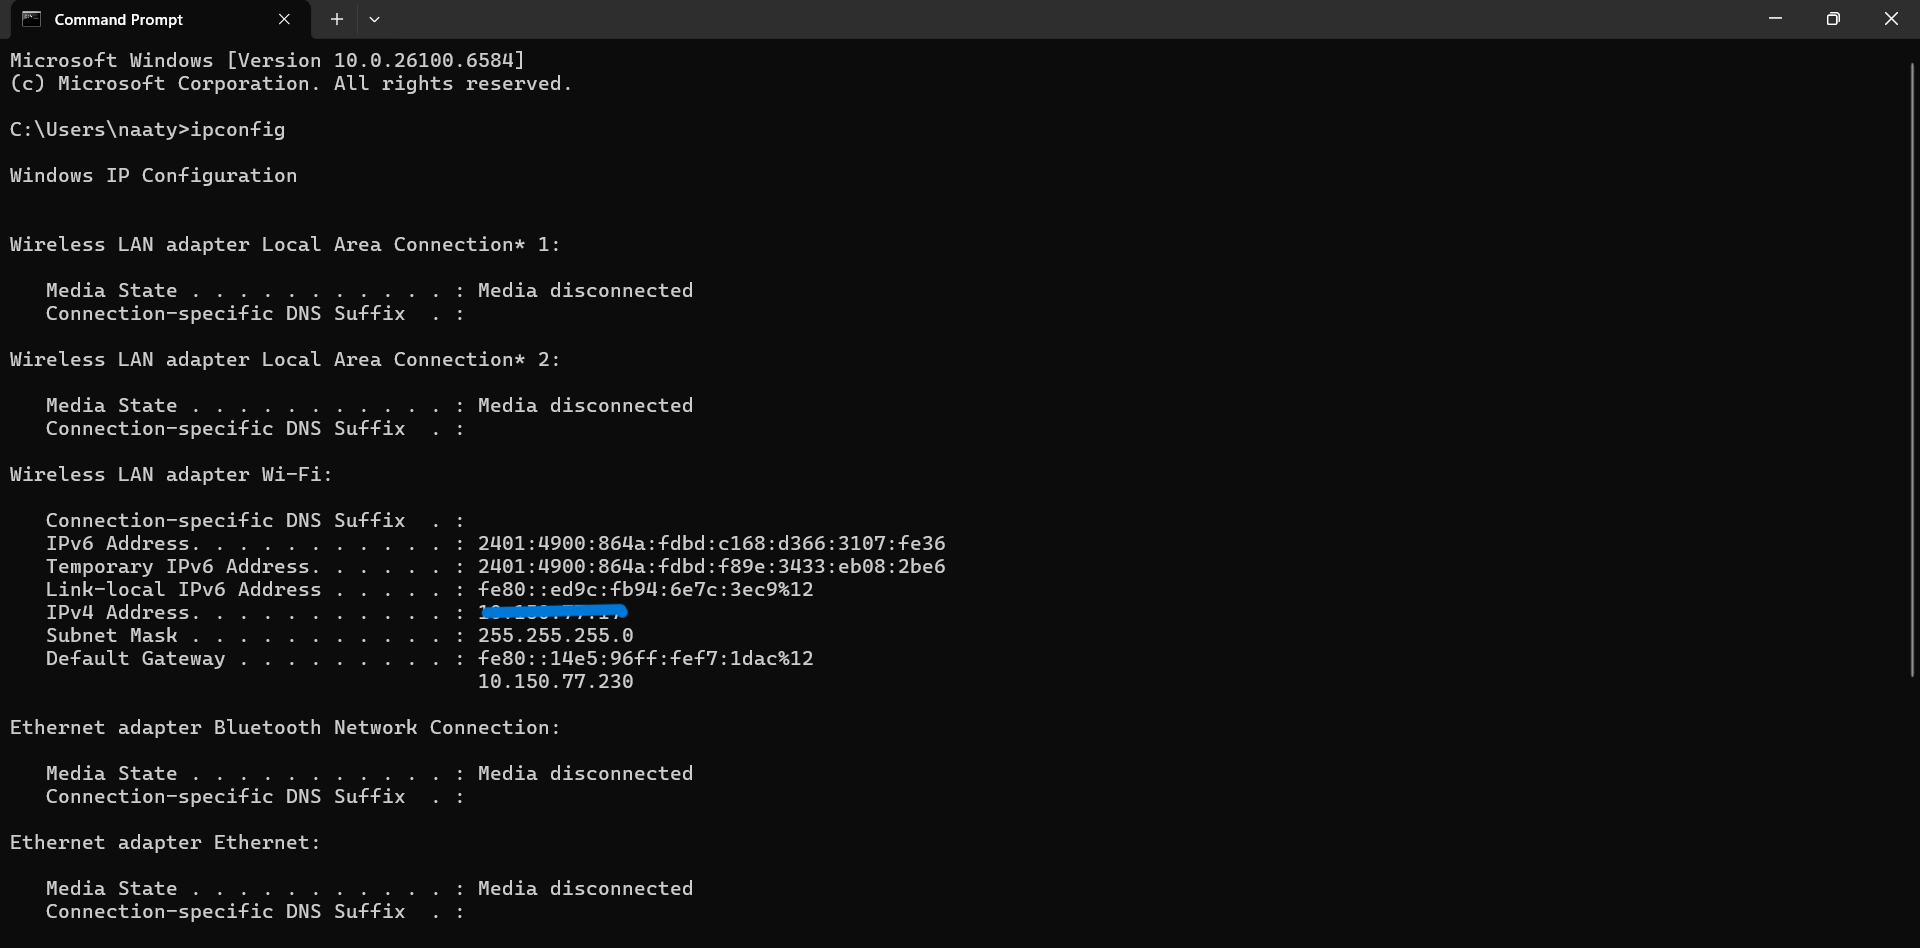 Command Prompt
Microsoft Windows [Version 10.0.26100.6584]
(c) Microsoft Corporation. All rights reserved.
C:\Users\naaty>ipconfig
Windows IP Configuration
Wireless LAN adapter Local Area Connection* 1:
Media State . . . . . . . . . . . : Media disconnected
Connection-specific DNS Suffix  . :
Wireless LAN adapter Local Area Connection* 2:
Media State . . . . . . . . . . . : Media disconnected
Connection-specific DNS Suffix  . :
Wireless LAN adapter Wi-Fi:
Connection-specific DNS Suffix  . :
IPv6 Address. . . . . . . . . . . : 2401:4900:864a:fdbd:c168:d366:3107:fe36
Temporary IPv6 Address. . . . . . : 2401:4900:864a:fdbd:f89e:3433:eb08:2be6
Link-local IPv6 Address . . . . . : fe80::ed9c:fb94:6e7c:3ec9%12
IPv4 Address. . . . . . . . . . . :
Subnet Mask . . . . . . . . . . . : 255.255.255.0
Default Gateway . . . . . . . . . : fe80::14e5:96ff:fef7:1dac%12
10.150.77.230
Ethernet adapter Bluetooth Network Connection:
Media State . . . . . . . . . . . : Media disconnected
Connection-specific DNS Suffix  . :
Ethernet adapter Ethernet:
Media State . . . . . . . . . . . : Media disconnected
Connection-specific DNS Suffix  . :